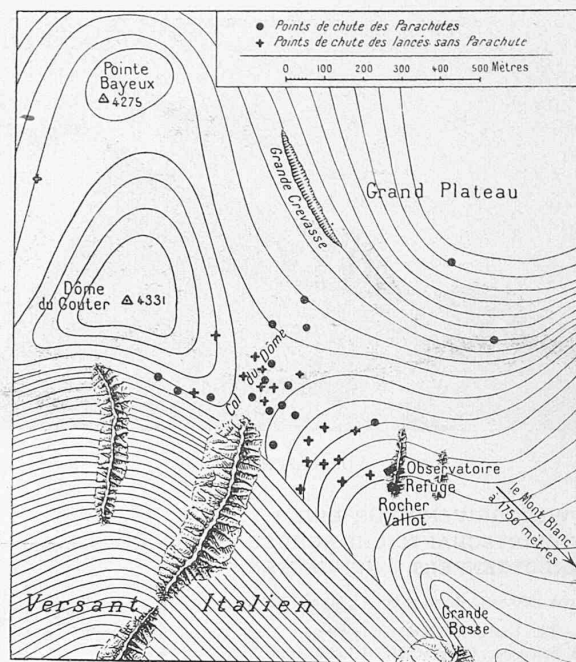 Points de chute des Parachutes
Points de chute des lancés sans Parachute
0 100 200 300 400 500 Mètres
Pointe
Bayeux
4275
Grande Crevasse
Grand Plateau
Dôme
du Gouter
4331
Col du Dôme
Observatoire
Refuge
Rocher
Vallot
le Mont Blanc
à 1750 mètres
Versant Italien
Grande
Bosse